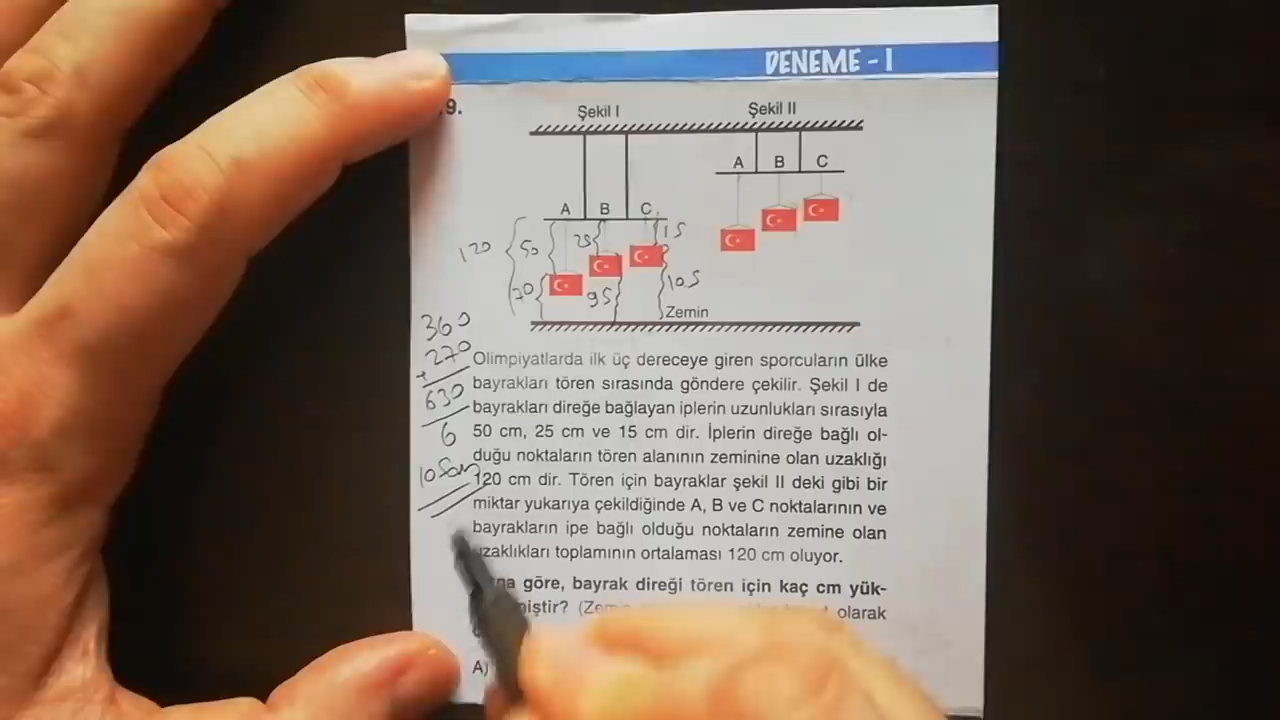 DENEME - I
9.
Şekil I
Şekil II
A B C
A B C
120
50
25
15
70
95
105
Zemin
360
+ 270
630
6
105
Olimpiyatlarda ilk üç dereceye giren sporcuların ülke
bayrakları tören sırasında göndere çekilir. Şekil I de
bayrakları direğe bağlayan iplerin uzunlukları sırasıyla
50 cm, 25 cm ve 15 cm dir. İplerin direğe bağlı ol-
duğu noktaların tören alanının zeminine olan uzaklığı
120 cm dir. Tören için bayraklar şekil II deki gibi bir
miktar yukarıya çekildiğinde A, B ve C noktalarının ve
bayrakların ipe bağlı olduğu noktaların zemine olan
uzaklıkları toplamının ortalaması 120 cm oluyor.
göre, bayrak direği tören için kaç cm yük-
olarak
A)